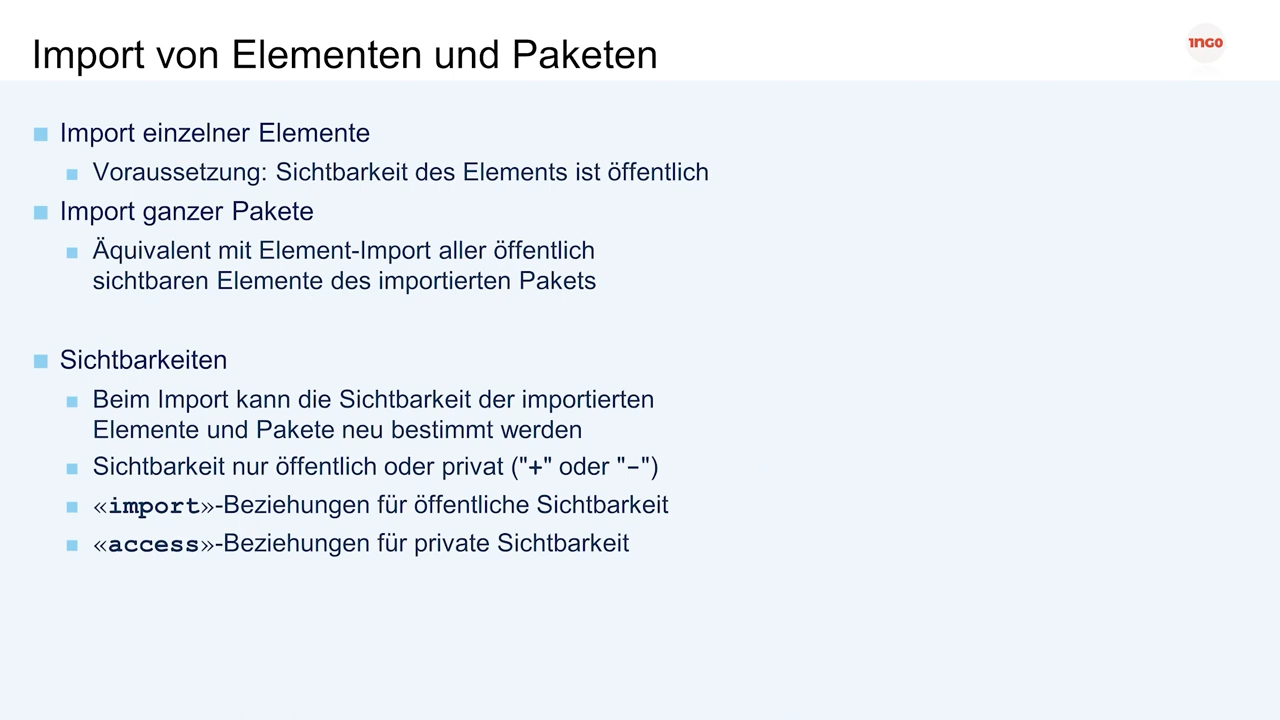 Import von Elementen und Paketen
1NGO
Import einzelner Elemente
Voraussetzung: Sichtbarkeit des Elements ist öffentlich
Import ganzer Pakete
Äquivalent mit Element-Import aller öffentlich
sichtbaren Elemente des importierten Pakets
Sichtbarkeiten
Beim Import kann die Sichtbarkeit der importierten
Elemente und Pakete neu bestimmt werden
Sichtbarkeit nur öffentlich oder privat ("+" oder "-")
«import»-Beziehungen für öffentliche Sichtbarkeit
«access»-Beziehungen für private Sichtbarkeit